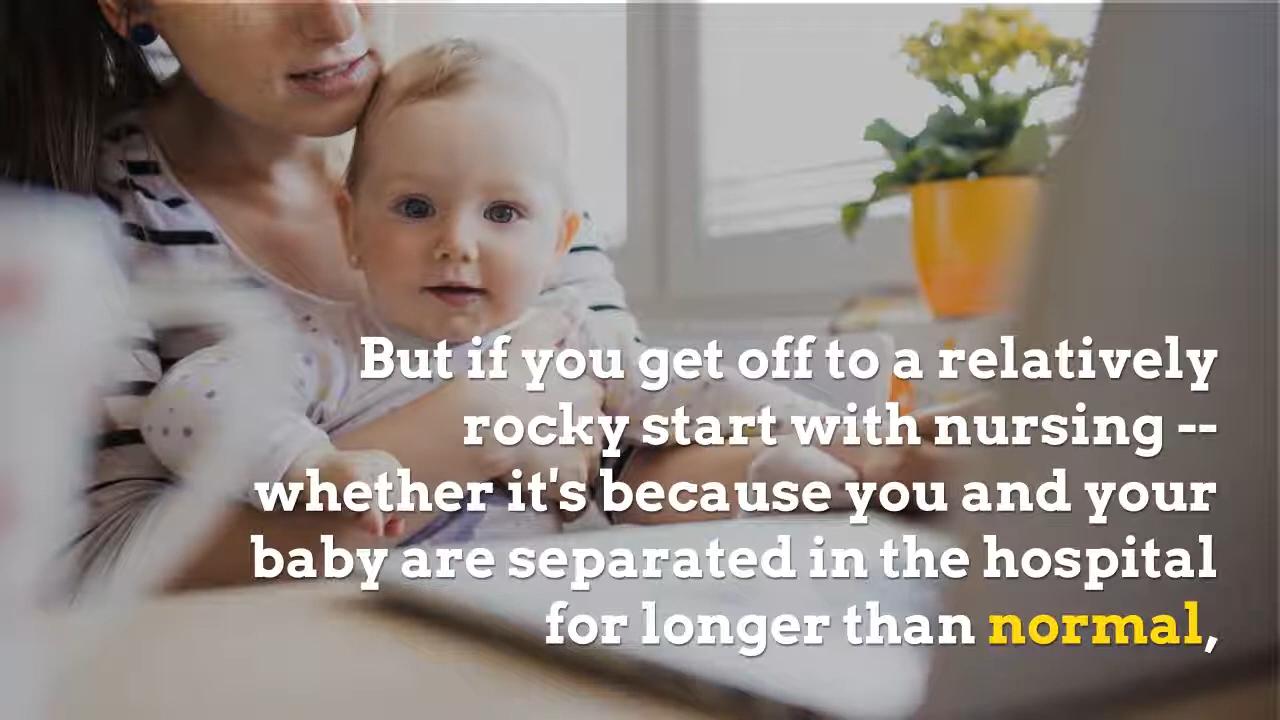 But if you get off to a relatively
rocky start with nursing --
whether it's because you and your
baby are separated in the hospital
for longer than normal,